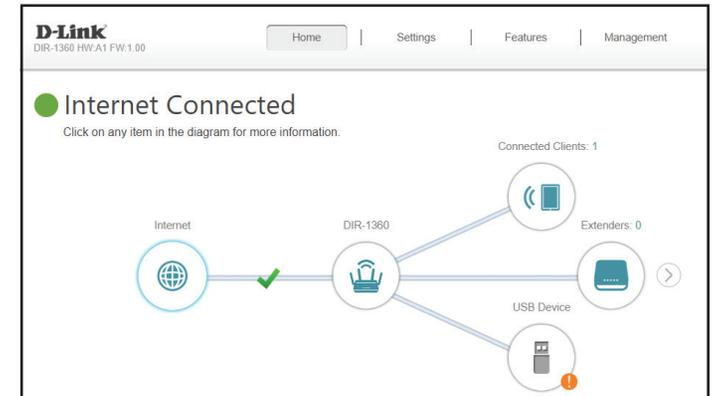 D-Link
DIR-1360 HW:A1 FW:1.00
Home | Settings | Features | Management
Internet Connected
Click on any item in the diagram for more information.
Connected Clients: 1
Internet
DIR-1360
Extenders: 0
USB Device